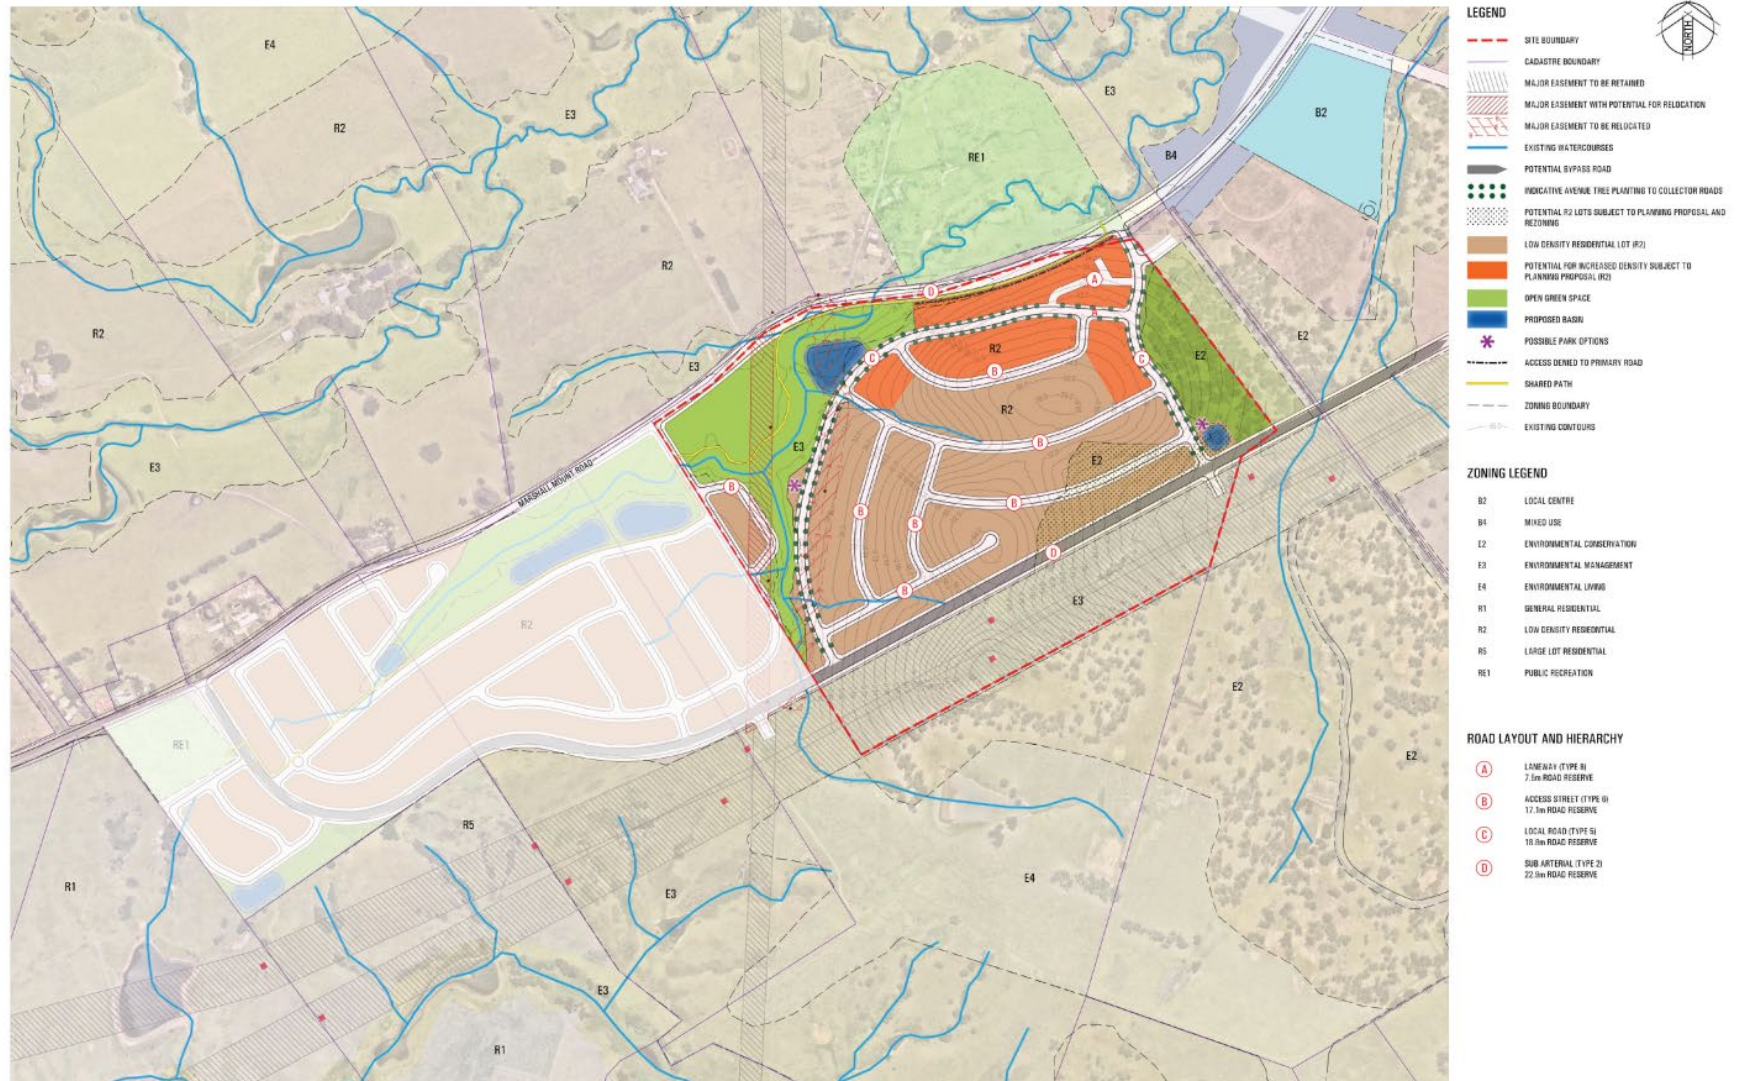 LEGEND
NORTH
SITE BOUNDARY
CADASTRE BOUNDARY
MAJOR EASEMENT TO BE RETAINED
MAJOR EASEMENT WITH POTENTIAL FOR RELOCATION
MAJOR EASEMENT TO BE RELOCATED
EXISTING WATERCOURSES
POTENTIAL BYPASS ROAD
INDICATIVE AVENUE TREE PLANTING TO COLLECTOR ROADS
POTENTIAL R2 LOTS SUBJECT TO PLANNING PROPOSAL AND
REZONING
LOW DENSITY RESIDENTIAL LOT (R2)
POTENTIAL FOR INCREASED DENSITY SUBJECT TO
PLANNING PROPOSAL (R2)
OPEN GREEN SPACE
PROPOSED BASIN
POSSIBLE PARK OPTIONS
ACCESS DENIED TO PRIMARY ROAD
SHARED PATH
ZONING BOUNDARY
EXISTING CONTOURS
ZONING LEGEND
B2 LOCAL CENTRE
B4 MIXED USE
E2 ENVIRONMENTAL CONSERVATION
E3 ENVIRONMENTAL MANAGEMENT
E4 ENVIRONMENTAL LIVING
R1 GENERAL RESIDENTIAL
R2 LOW DENSITY RESIEDNTIAL
R5 LARGE LOT RESIDENTIAL
RE1 PUBLIC RECREATION
ROAD LAYOUT AND HIERARCHY
A LANEWAY (TYPE 8)
7.5m ROAD RESERVE
B ACCESS STREET (TYPE 6)
17.1m ROAD RESERVE
C LOCAL ROAD (TYPE 5)
18.8m ROAD RESERVE
D SUB ARTERIAL (TYPE 2)
22.9m ROAD RESERVE
E4
E3
E3
B2
R2
RE1
B4
R2
A
D
A
R2
E2
E2
R2
E3
C
R2
B
C
R2
B
E3
E2
E3
MARSHALL MOUNT ROAD
B
B
B
B
D
B
E3
R2
E2
RE1
E2
R5
E4
R1
E3
E3
R1